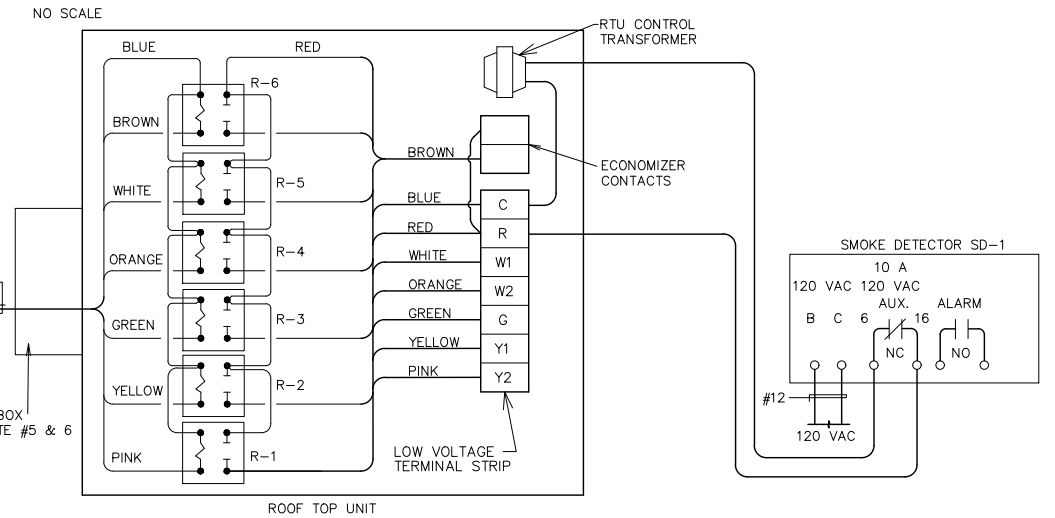 NO SCALE
RTU CONTROL
TRANSFORMER
BLUE
RED
R-6
BROWN
BROWN
ECONOMIZER
CONTACTS
R-5
WHITE
BLUE
C
RED
R
R-4
ORANGE
WHITE
W1
ORANGE
W2
R-3
GREEN
GREEN
G
YELLOW
Y1
PINK
Y2
R-2
YELLOW
R-1
PINK
LOW VOLTAGE
TERMINAL STRIP
BOX
TE #5 & 6
ROOF TOP UNIT
SMOKE DETECTOR SD-1
10 A
120 VAC 120 VAC
AUX. ALARM
B C 6 16
NC NO
#12
120 VAC